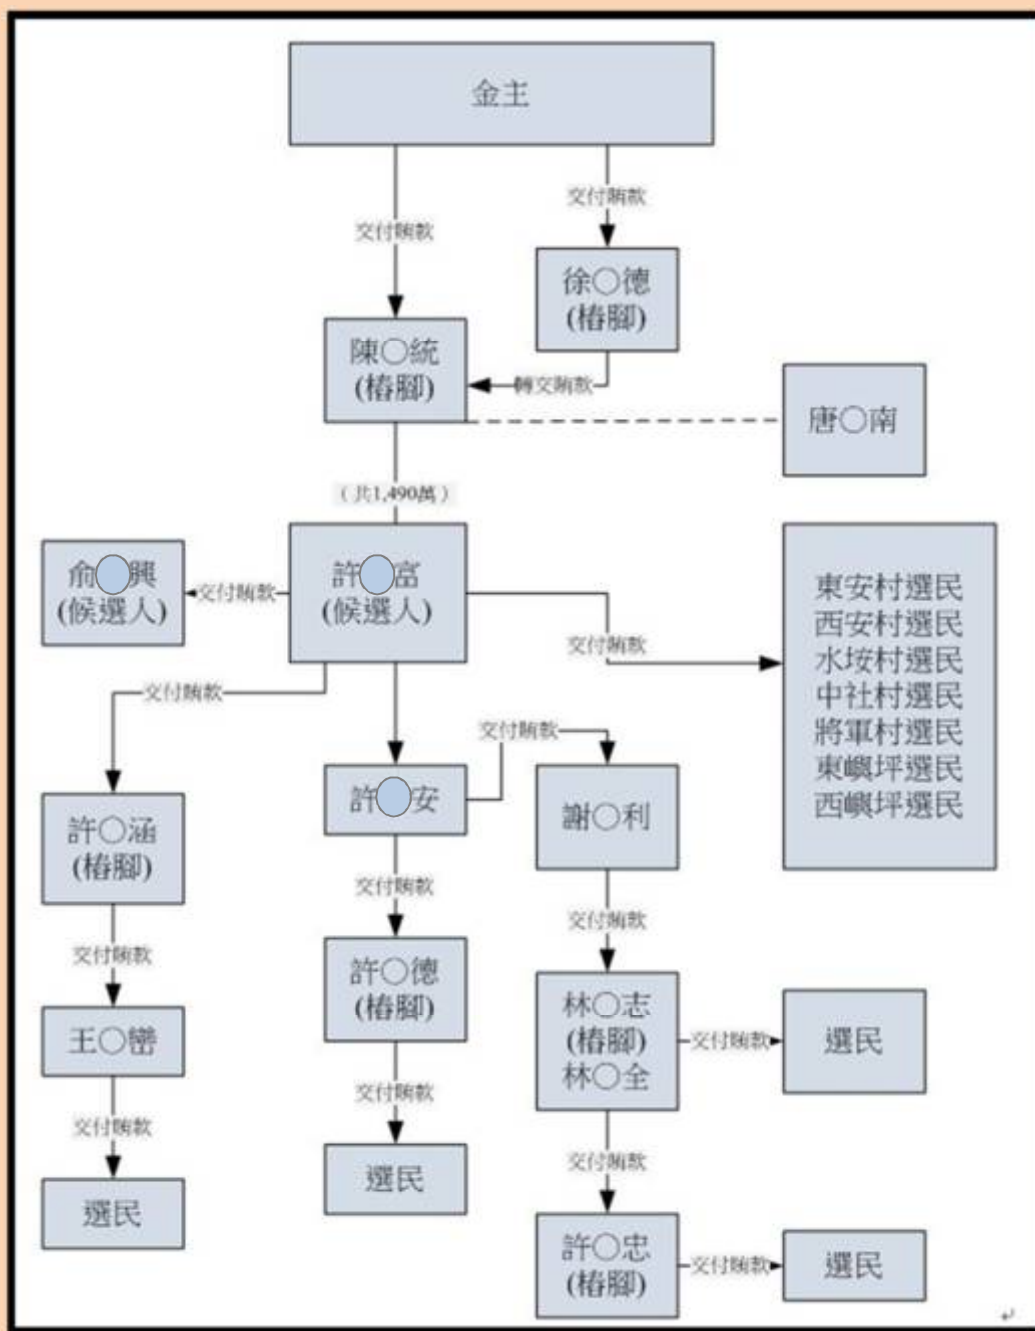 金主
交付賄款
交付賄款
徐○德
(樁腳)
陳○統
(樁腳)
轉交賄款
唐○南
（共1,490萬）
俞○興
(候選人)
交付賄款
許○富
(候選人)
交付賄款
東安村選民
西安村選民
水垵村選民
中社村選民
將軍村選民
東嶼坪選民
西嶼坪選民
交付賄款
交付賄款
許○涵
(樁腳)
許○安
謝○利
交付賄款
交付賄款
交付賄款
許○德
(樁腳)
林○志
(樁腳)
林○全
交付賄款
選民
王○巒
交付賄款
交付賄款
交付賄款
選民
選民
許○忠
(樁腳)
交付賄款
選民